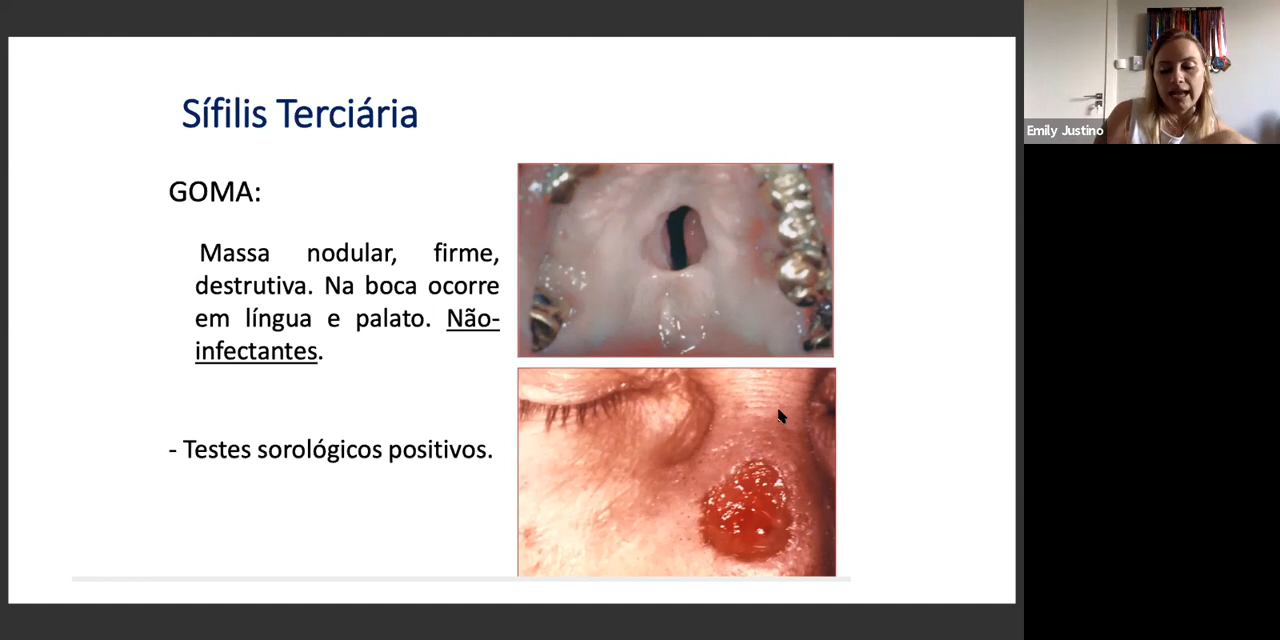 Sífilis Terciária
GOMA:
Massa nodular, firme,
destrutiva. Na boca ocorre
em língua e palato. Não-
infectantes.
- Testes sorológicos positivos.
Emily Justino